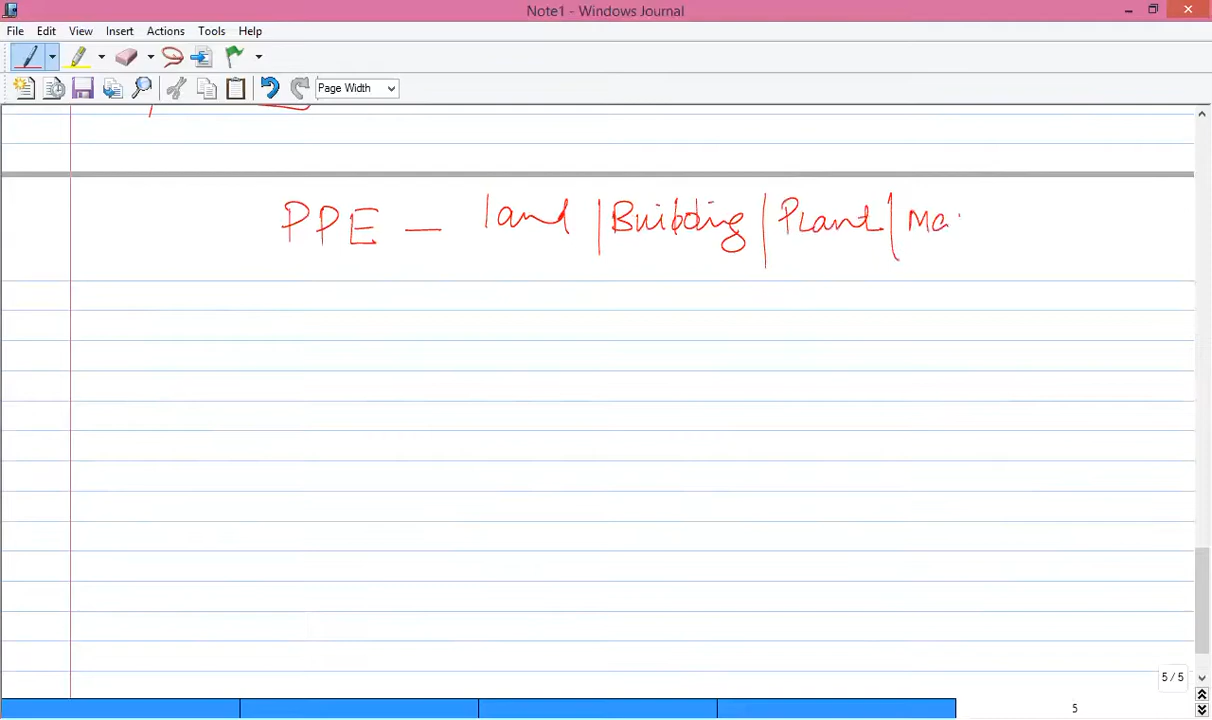 Note1 - Windows Journal
File Edit View Insert Actions Tools Help
Page Width
PPE — land | Building | Plant | Ma
5 / 5
5